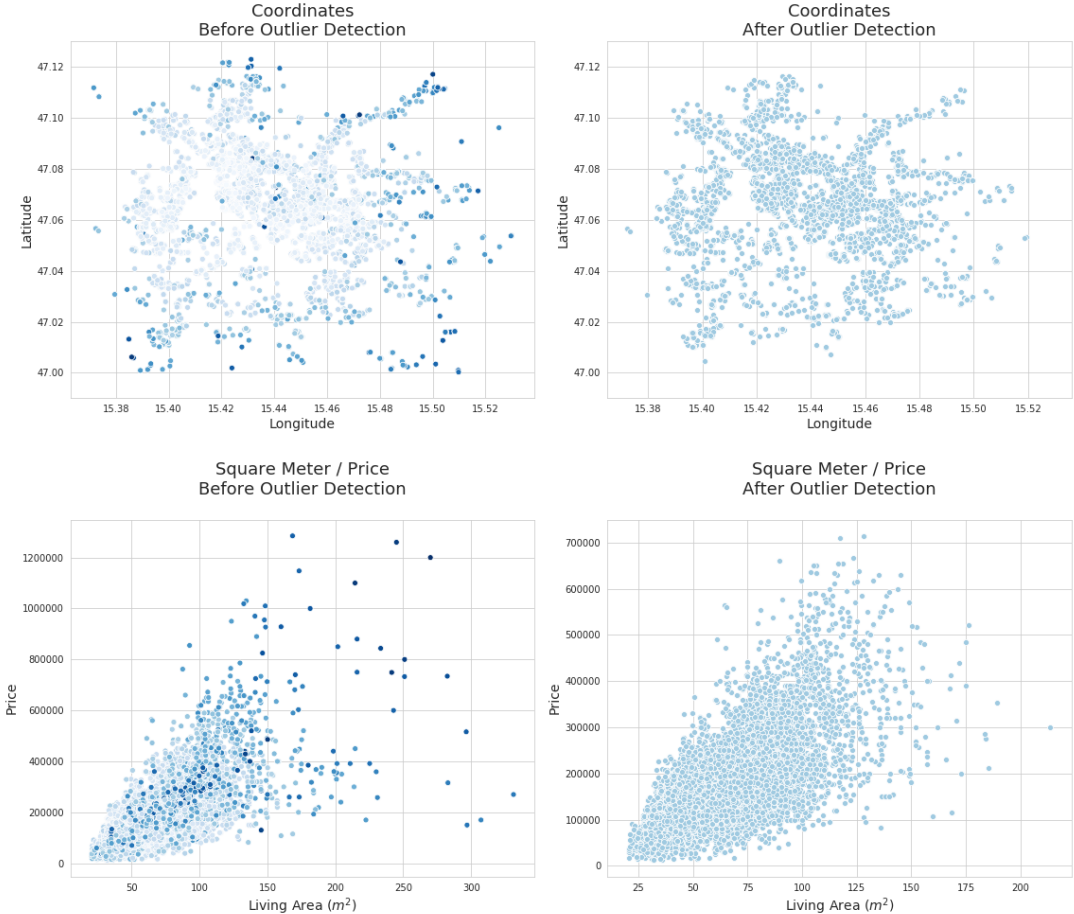 Coordinates
Before Outlier Detection
Coordinates
After Outlier Detection
47.12
47.10
47.08
47.06
47.04
47.02
47.00
Latitude
15.38 15.40 15.42 15.44 15.46 15.48 15.50 15.52
Longitude
47.12
47.10
47.08
47.06
47.04
47.02
47.00
Latitude
15.38 15.40 15.42 15.44 15.46 15.48 15.50 15.52
Longitude
Square Meter / Price
Before Outlier Detection
Square Meter / Price
After Outlier Detection
1200000
1000000
800000
600000
400000
200000
0
Price
50 100 150 200 250 300
Living Area (m²)
700000
600000
500000
400000
300000
200000
100000
0
Price
25 50 75 100 125 150 175 200
Living Area (m²)